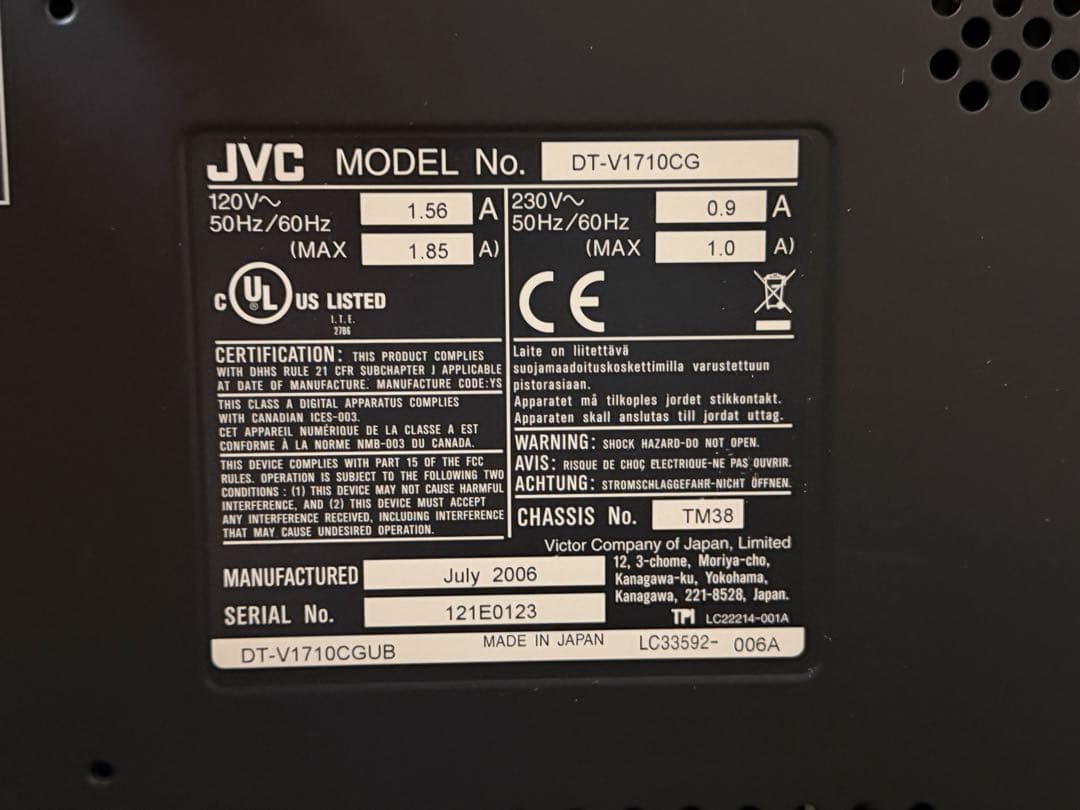 JVC MODEL No. DT-V1710CG
120V~
50Hz/60Hz 1.56 A
(MAX 1.85 A)
230V~
50Hz/60Hz 0.9 A
(MAX 1.0 A)
C UL® US LISTED
I.T.E.
2786
CE
CERTIFICATION: THIS PRODUCT COMPLIES
WITH DHHS RULE 21 CFR SUBCHAPTER J APPLICABLE
AT DATE OF MANUFACTURE. MANUFACTURE CODE:YS
THIS CLASS A DIGITAL APPARATUS COMPLIES
WITH CANADIAN ICES-003.
CET APPAREIL NUMÉRIQUE DE LA CLASSE A EST
CONFORME À LA NORME NMB-003 DU CANADA.
THIS DEVICE COMPLIES WITH PART 15 OF THE FCC
RULES. OPERATION IS SUBJECT TO THE FOLLOWING TWO
CONDITIONS : (1) THIS DEVICE MAY NOT CAUSE HARMFUL
INTERFERENCE, AND (2) THIS DEVICE MUST ACCEPT
ANY INTERFERENCE RECEIVED, INCLUDING INTERFERENCE
THAT MAY CAUSE UNDESIRED OPERATION.
Laite on liitettävä
suojamaadoituskoskettimilla varustettuun
pistorasiaan.
Apparatet må tilkoples jordet stikkontakt.
Apparaten skall anslutas till jordat uttag.
WARNING: SHOCK HAZARD-DO NOT OPEN.
AVIS: RISQUE DE CHOC ELECTRIQUE-NE PAS OUVRIR.
ACHTUNG: STROMSCHLAGGEFAHR-NICHT ÖFFNEN.
CHASSIS No. TM38
Victor Company of Japan, Limited
12, 3-chome, Moriya-cho,
Kanagawa-ku, Yokohama,
Kanagawa, 221-8528, Japan.
MANUFACTURED July 2006
SERIAL No. 121E0123
TPI LC22214-001A
DT-V1710CGUB MADE IN JAPAN LC33592- 006A